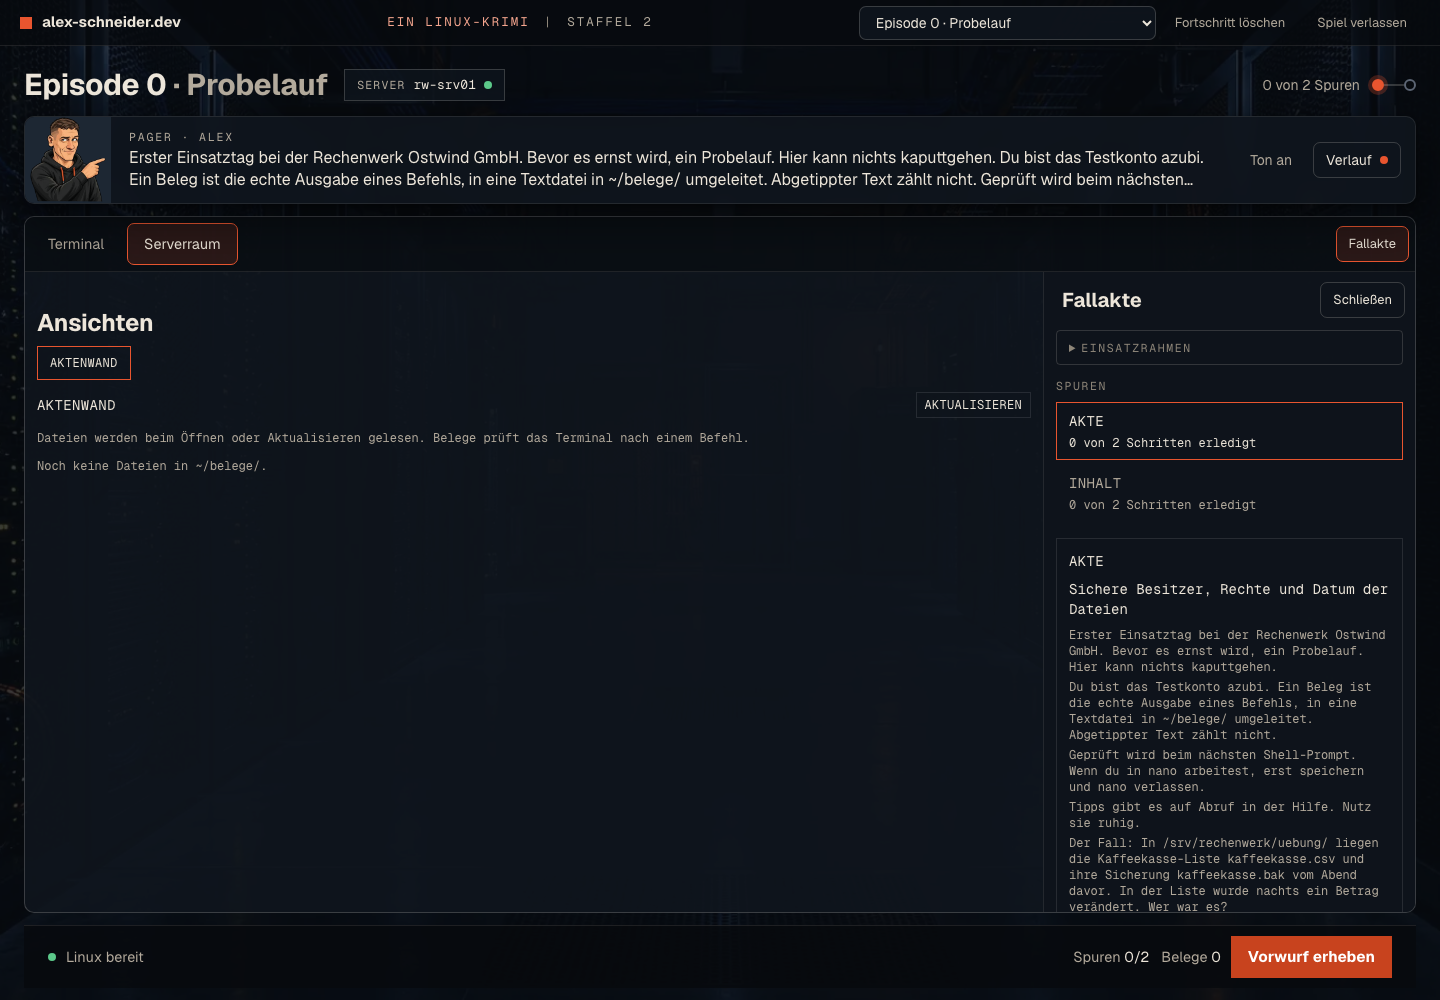 alex-schneider.dev
EIN LINUX-KRIMI | STAFFEL 2
Episode 0 · Probelauf
Fortschritt löschen
Spiel verlassen
Episode 0 · Probelauf
SERVER rw-srv01
0 von 2 Spuren
PAGER · ALEX
Erster Einsatztag bei der Rechenwerk Ostwind GmbH. Bevor es ernst wird, ein Probelauf. Hier kann nichts kaputtgehen. Du bist das Testkonto azubi.
Ein Beleg ist die echte Ausgabe eines Befehls, in eine Textdatei in ~/belege/ umgeleitet. Abgetippter Text zählt nicht. Geprüft wird beim nächsten…
Ton an
Verlauf
Terminal
Serverraum
Fallakte
Ansichten
AKTENWAND
AKTENWAND
AKTUALISIEREN
Dateien werden beim Öffnen oder Aktualisieren gelesen. Belege prüft das Terminal nach einem Befehl.
Noch keine Dateien in ~/belege/.
Fallakte
Schließen
▶ EINSATZRAHMEN
SPUREN
AKTE
0 von 2 Schritten erledigt
INHALT
0 von 2 Schritten erledigt
AKTE
Sichere Besitzer, Rechte und Datum der
Dateien
Erster Einsatztag bei der Rechenwerk Ostwind
GmbH. Bevor es ernst wird, ein Probelauf.
Hier kann nichts kaputtgehen.
Du bist das Testkonto azubi. Ein Beleg ist
die echte Ausgabe eines Befehls, in eine
Textdatei in ~/belege/ umgeleitet.
Abgetippter Text zählt nicht.
Geprüft wird beim nächsten Shell-Prompt.
Wenn du in nano arbeitest, erst speichern
und nano verlassen.
Tipps gibt es auf Abruf in der Hilfe. Nutz
sie ruhig.
Der Fall: In /srv/rechenwerk/uebung/ liegen
die Kaffeekasse-Liste kaffeekasse.csv und
ihre Sicherung kaffeekasse.bak vom Abend
davor. In der Liste wurde nachts ein Betrag
verändert. Wer war es?
Linux bereit
Spuren 0/2
Belege 0
Vorwurf erheben